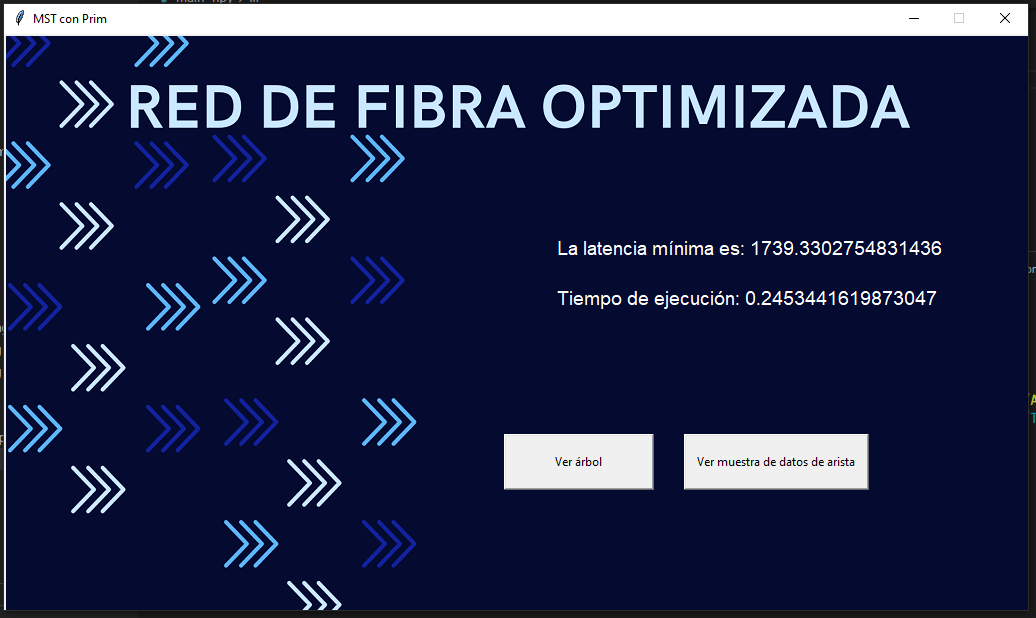 MST con Prim
RED DE FIBRA OPTIMIZADA
La latencia mínima es: 1739.3302754831436
Tiempo de ejecución: 0.2453441619873047
Ver árbol
Ver muestra de datos de arista